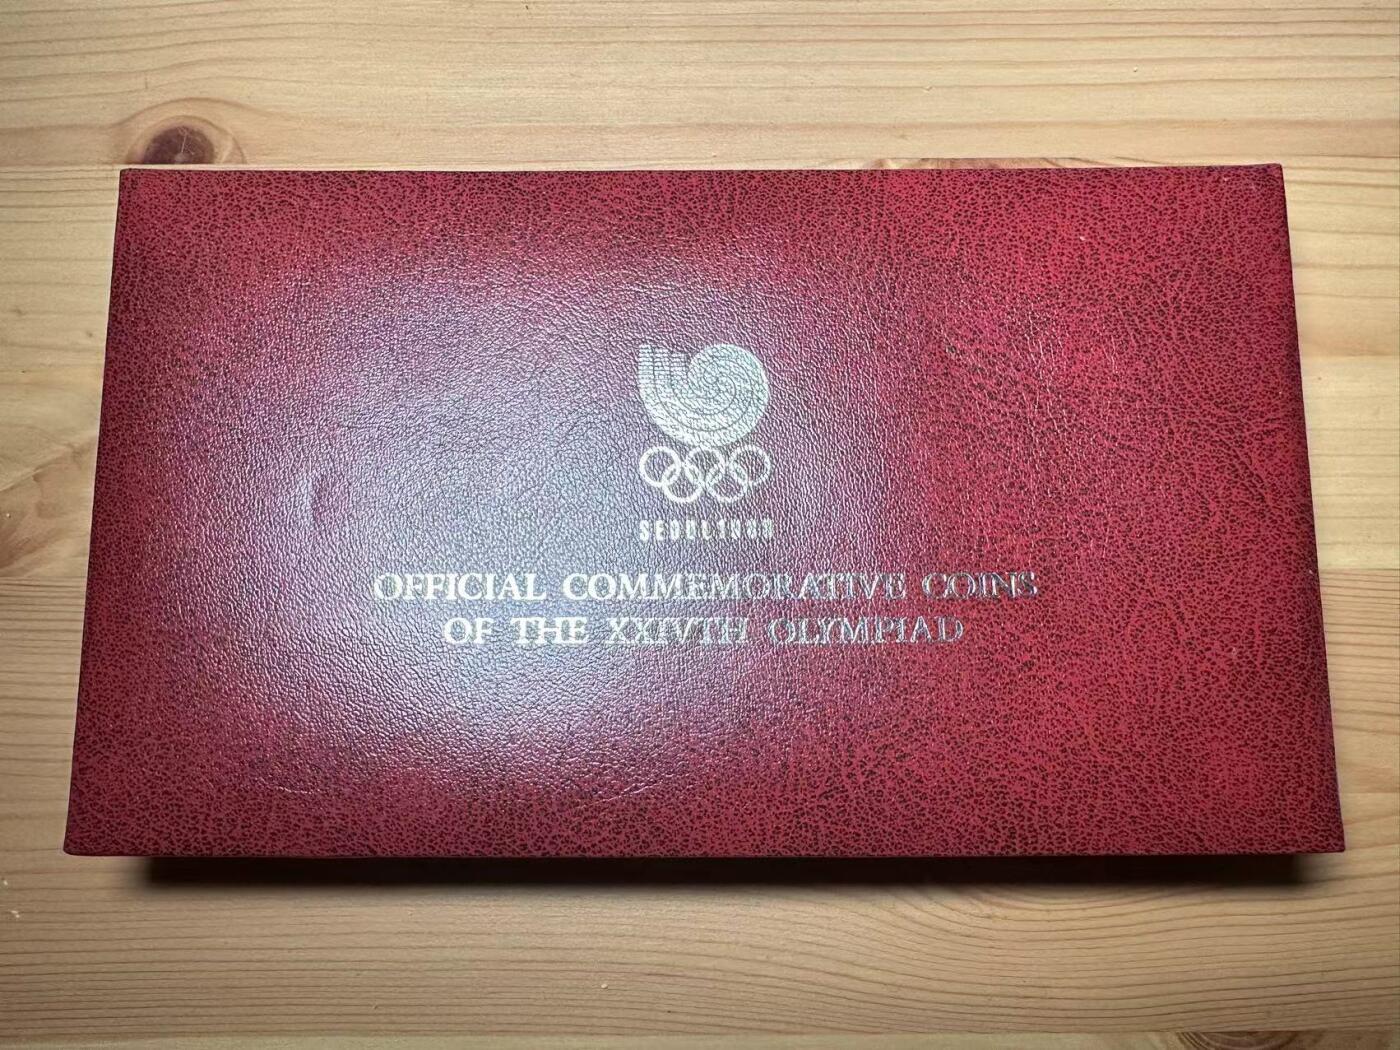 SEOUL 1988
OFFICIAL COMMEMORATIVE COINS
OF THE XXIVTH OLYMPIAD